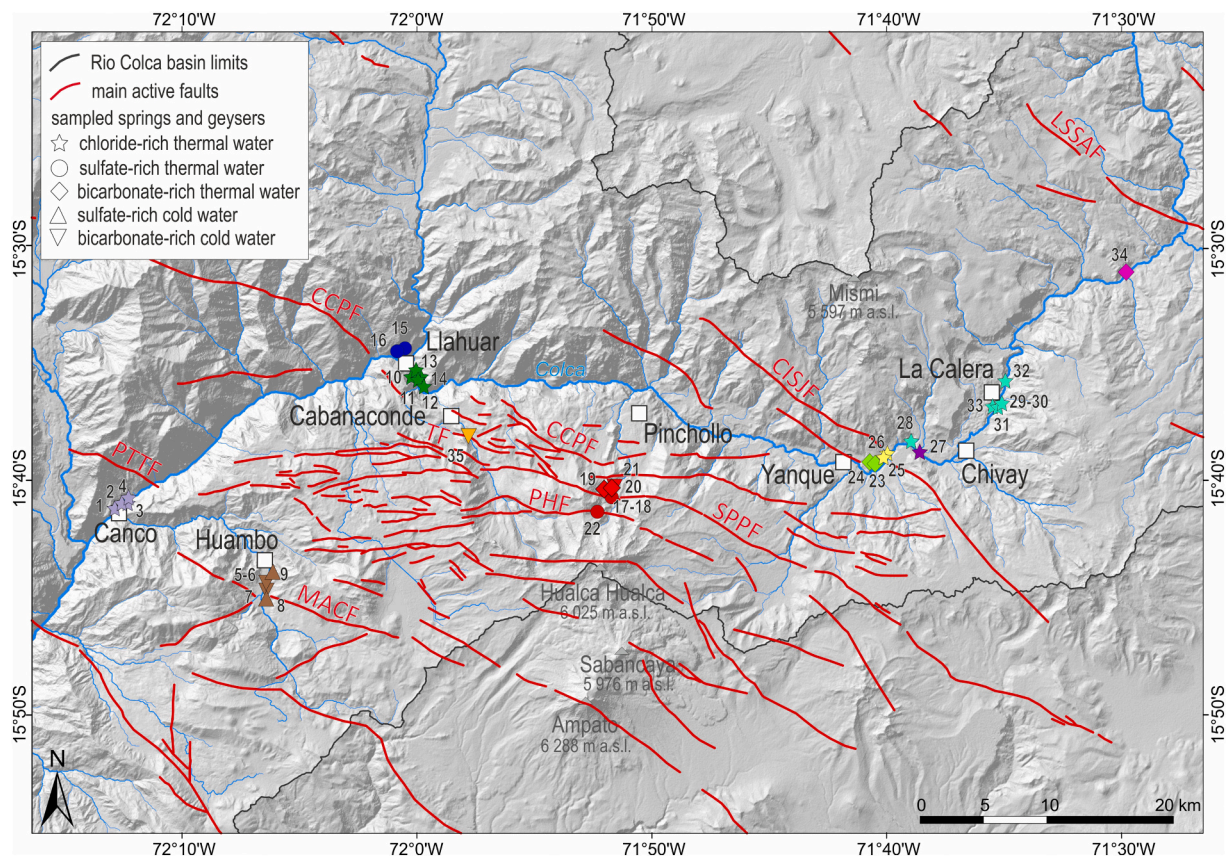 72°10'W 72°00'W 71°50'W 71°40'W 71°30'W
Rio Colca basin limits
main active faults
sampled springs and geysers
chloride-rich thermal water
sulfate-rich thermal water
bicarbonate-rich thermal water
sulfate-rich cold water
bicarbonate-rich cold water
LSSAF
15°30'S 15°30'S
34
CCPF
Mismi
5 597 m a.s.l.
15
16
Llahuar
Colca
CISJF
La Calera
13
10
14
11
12
32
33
29-30
31
Cabanaconde
Pinchollo
TF
CCPF
35
28
26
27
25
PTTF
Yanque
24
23
Chivay
15°40'S 15°40'S
19
21
20
17-18
22
PHF
SPPF
2
4
1
3
Canco
Huambo
5-6
9
7
8
MACF
Hualca Hualca
6 025 m a.s.l.
Sabancaya
5 976 m a.s.l.
Ampato
6 288 m a.s.l.
15°50'S 15°50'S
N
0 5 10 20 km
72°10'W 72°00'W 71°50'W 71°40'W 71°30'W